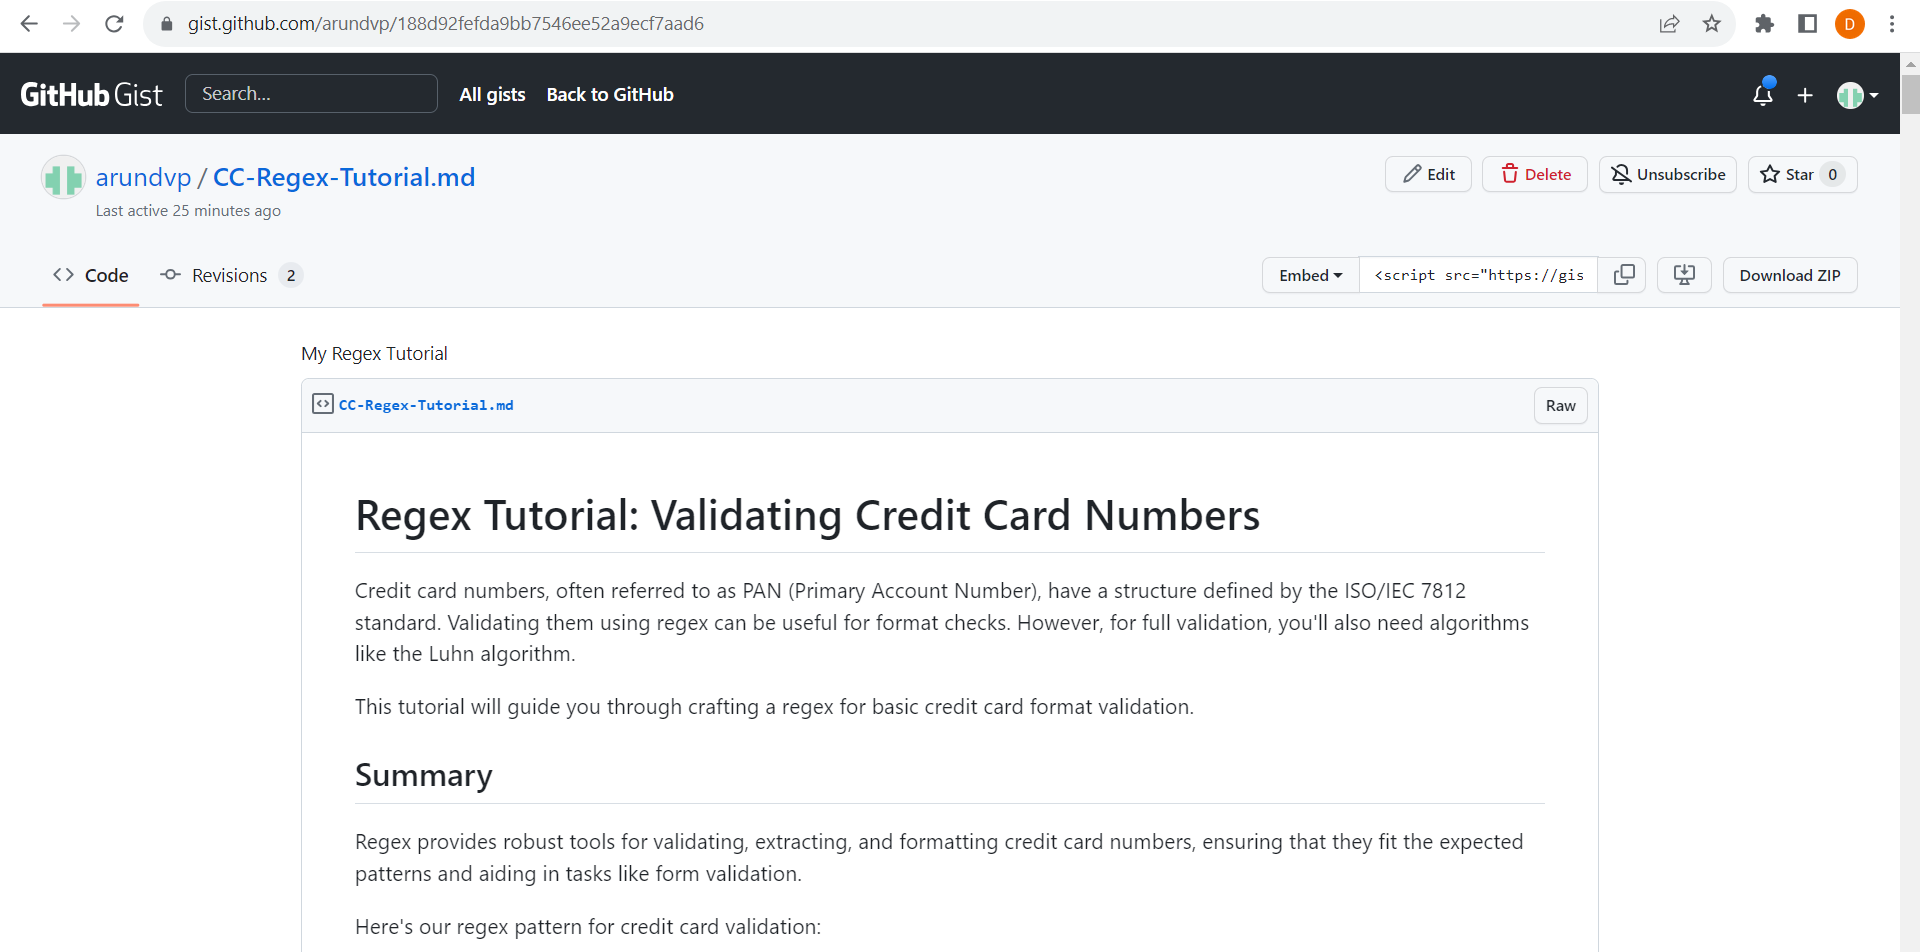 gist.github.com/arundvp/188d92fefda9bb7546ee52a9ecf7aad6
D
GitHub Gist
Search...
All gists
Back to GitHub
arundvp / CC-Regex-Tutorial.md
Last active 25 minutes ago
Edit
Delete
Unsubscribe
Star 0
Code
Revisions 2
Embed
<script src="https://gis
Download ZIP
My Regex Tutorial
CC-Regex-Tutorial.md
Raw
Regex Tutorial: Validating Credit Card Numbers
Credit card numbers, often referred to as PAN (Primary Account Number), have a structure defined by the ISO/IEC 7812
standard. Validating them using regex can be useful for format checks. However, for full validation, you'll also need algorithms
like the Luhn algorithm.
This tutorial will guide you through crafting a regex for basic credit card format validation.
Summary
Regex provides robust tools for validating, extracting, and formatting credit card numbers, ensuring that they fit the expected
patterns and aiding in tasks like form validation.
Here's our regex pattern for credit card validation: